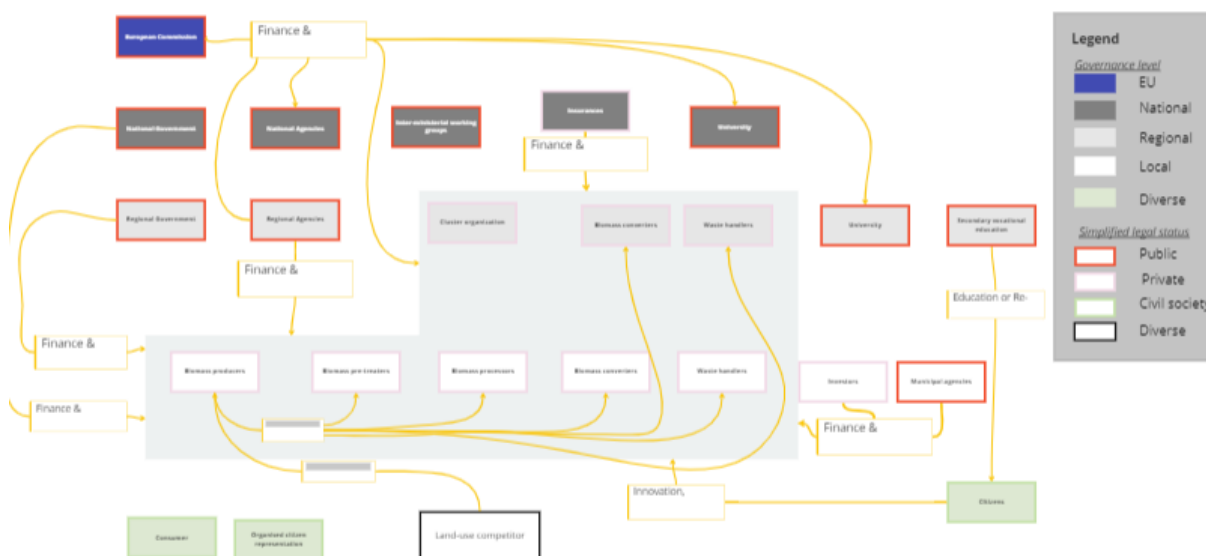 European Commission
Finance &
National Government
National Agencies
Inter-ministerial working
groups
Insurances
University
Finance &
Regional Government
Regional Agencies
Cluster organisation
Biomass converters
Waste handlers
University
Secondary vocational
education
Finance &
Education or Re-
Finance &
Biomass producers
Biomass pre-treaters
Biomass processors
Biomass converters
Waste handlers
Investors
Municipal agencies
Finance &
Finance &
Innovation,
Citizens
Consumer
Organised citizen
representation
Land-use competitor
Legend
Governance level
EU
National
Regional
Local
Diverse
Simplified legal status
Public
Private
Civil society
Diverse